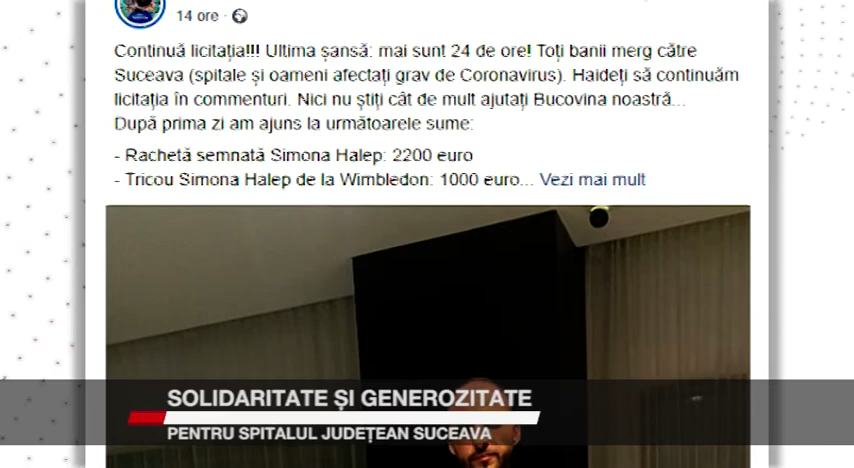 14 ore ·
Continuă licitația!!! Ultima șansă: mai sunt 24 de ore! Toți banii merg către
Suceava (spitale și oameni afectați grav de Coronavirus). Haideți să continuăm
licitația în commenturi. Nici nu știți cât de mult ajutați Bucovina noastră...
După prima zi am ajuns la următoarele sume:
- Rachetă semnată Simona Halep: 2200 euro
- Tricou Simona Halep de la Wimbledon: 1000 euro... Vezi mai mult
SOLIDARITATE ȘI GENEROZITATE
PENTRU SPITALUL JUDEȚEAN SUCEAVA